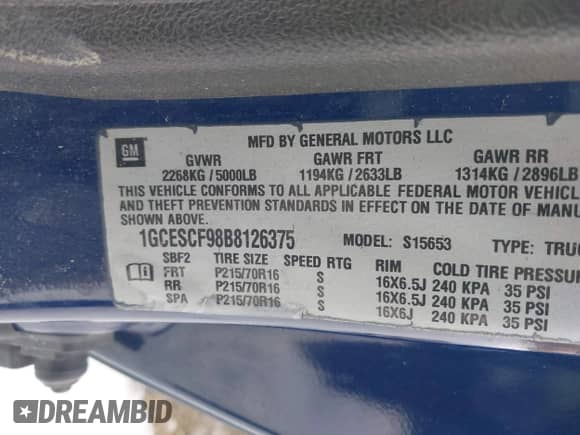 GM
MFD BY GENERAL MOTORS LLC
GVWR GAWR FRT GAWR RR
2268KG / 5000LB 1194KG / 2633LB 1314KG / 2896LB
THIS VEHICLE CONFORMS TO ALL APPLICABLE FEDERAL MOTOR VEHICLE
AND THEFT PREVENTION STANDARDS IN EFFECT ON THE DATE OF MANU
SHOWN ABOVE.
1GCESCF98B8126375 MODEL: S15653 TYPE: TRUC
SBF2 TIRE SIZE SPEED RTG RIM COLD TIRE PRESSUR
FRT P215/70R16 S 16X6.5J 240 KPA 35 PSI
RR P215/70R16 S 16X6.5J 240 KPA 35 PSI
SPA P215/70R16 S 16X6J 240 KPA 35 PSI
DREAMBID